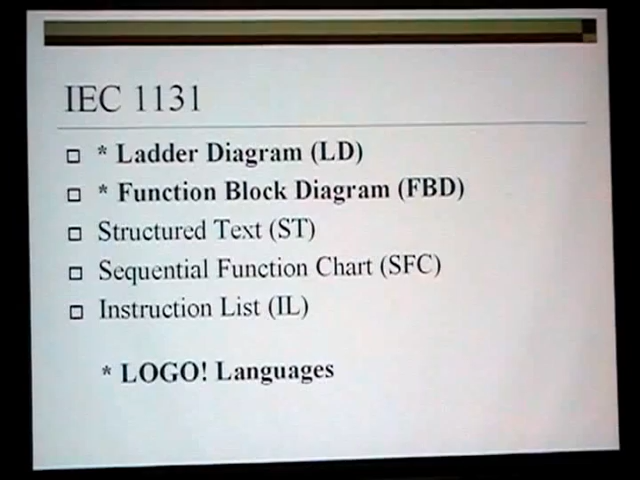 IEC 1131
* Ladder Diagram (LD)
* Function Block Diagram (FBD)
Structured Text (ST)
Sequential Function Chart (SFC)
Instruction List (IL)
* LOGO! Languages